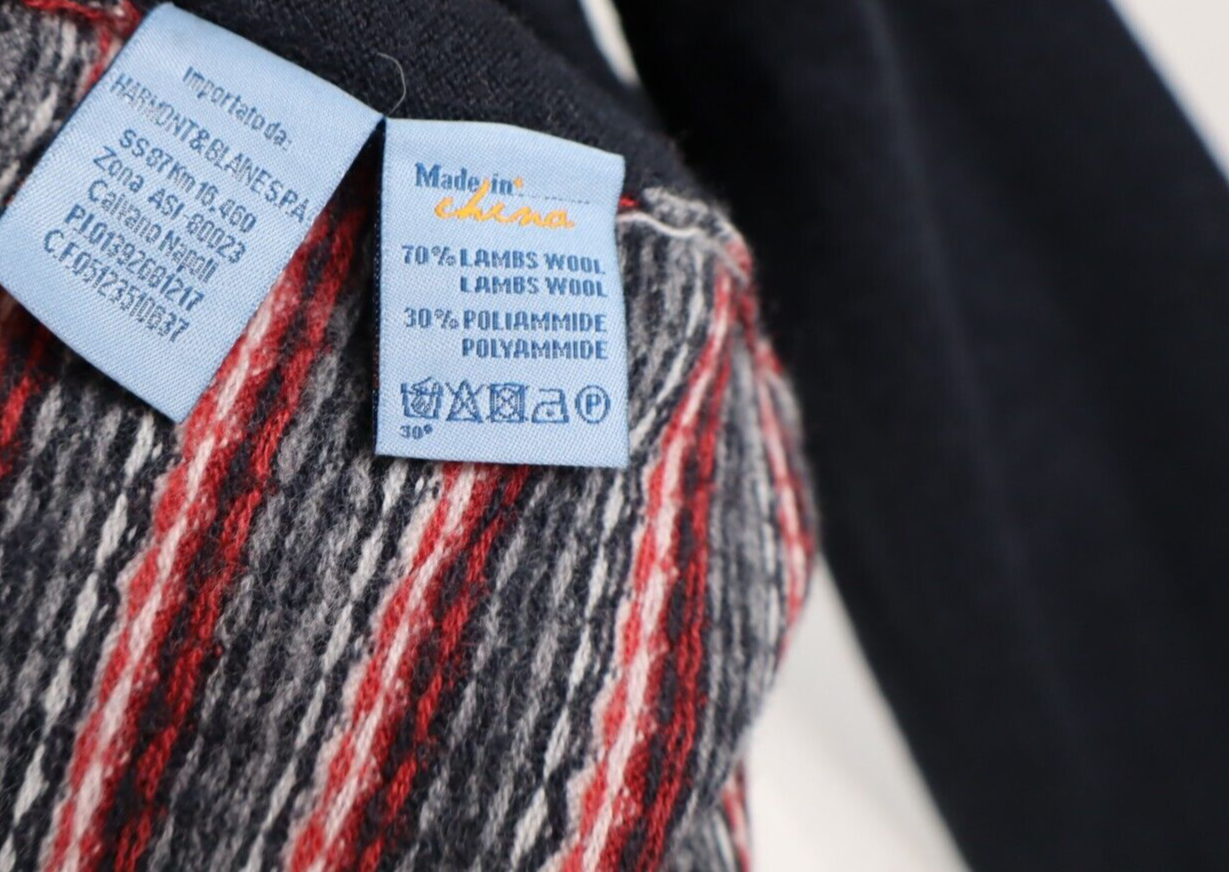 Importato da:
HARMONT&BLAINE S.P.A
SS 87 Km 16,460
Zona ASI-80023
Caivano Napoli
P.I.01392661217
C.F.05123510637
Made in
china
70% LAMBS WOOL
LAMBS WOOL
30% POLIAMMIDE
POLYAMMIDE
P
30°